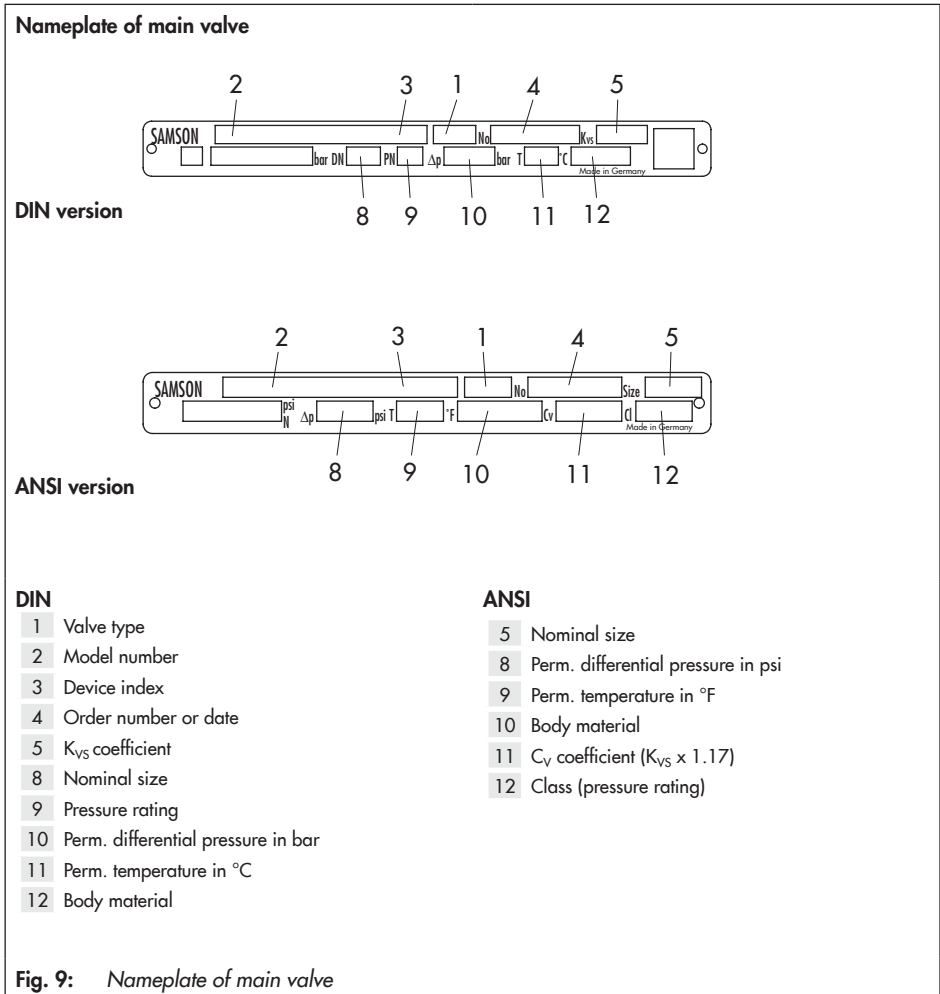 Nameplate of main valve
2 3 1 4 5
SAMSON No Kvs
bar DN PN Δp bar T °C
Made in Germany
DIN version
8 9 10 11 12
2 3 1 4 5
SAMSON No Size
psi N Δp psi T °F Cv Cl
Made in Germany
8 9 10 11 12
ANSI version
DIN
1 Valve type
2 Model number
3 Device index
4 Order number or date
5 KVS coefficient
8 Nominal size
9 Pressure rating
10 Perm. differential pressure in bar
11 Perm. temperature in °C
12 Body material
ANSI
5 Nominal size
8 Perm. differential pressure in psi
9 Perm. temperature in °F
10 Body material
11 CV coefficient (KVS x 1.17)
12 Class (pressure rating)
Fig. 9: Nameplate of main valve